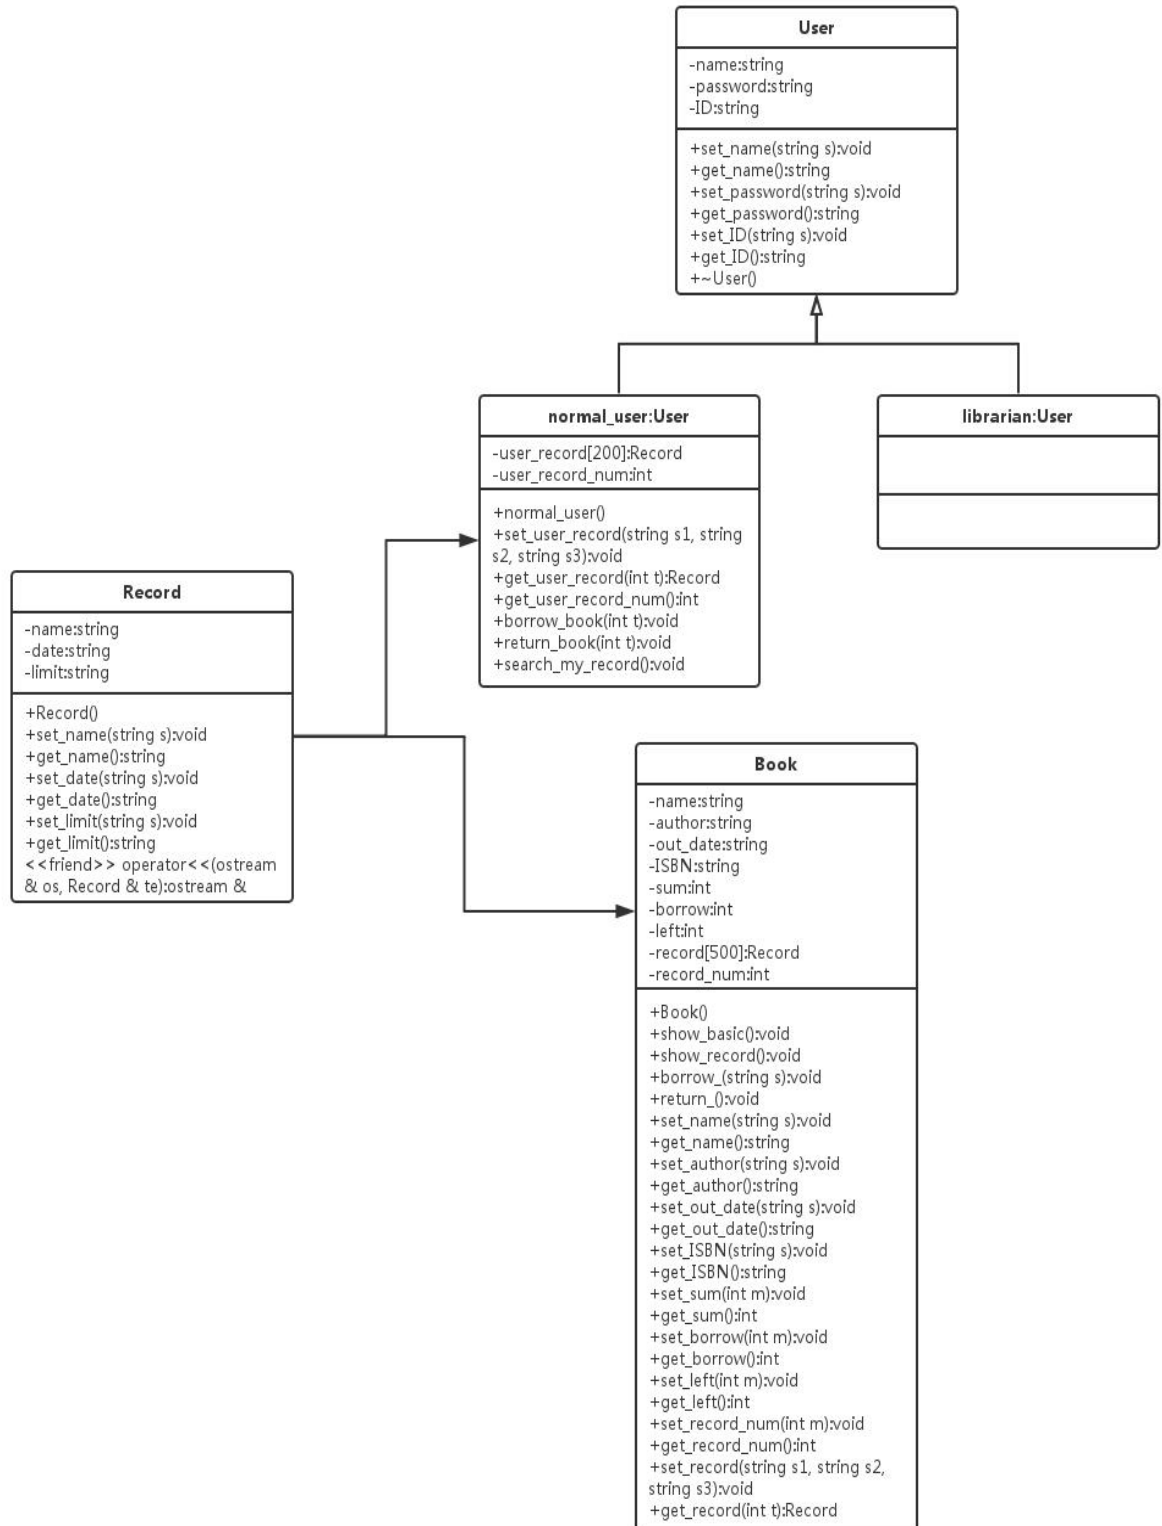 User
-name:string
-password:string
-ID:string
+set_name(string s):void
+get_name():string
+set_password(string s):void
+get_password():string
+set_ID(string s):void
+get_ID():string
+~User()
normal_user:User
-user_record[200]:Record
-user_record_num:int
+normal_user()
+set_user_record(string s1, string
s2, string s3):void
+get_user_record(int t):Record
+get_user_record_num():int
+borrow_book(int t):void
+return_book(int t):void
+search_my_record():void
librarian:User
Record
-name:string
-date:string
-limit:string
+Record()
+set_name(string s):void
+get_name():string
+set_date(string s):void
+get_date():string
+set_limit(string s):void
+get_limit():string
<<friend>> operator<<(ostream
& os, Record & te):ostream &
Book
-name:string
-author:string
-out_date:string
-ISBN:string
-sum:int
-borrow:int
-left:int
-record[500]:Record
-record_num:int
+Book()
+show_basic():void
+show_record():void
+borrow_(string s):void
+return_():void
+set_name(string s):void
+get_name():string
+set_author(string s):void
+get_author():string
+set_out_date(string s):void
+get_out_date():string
+set_ISBN(string s):void
+get_ISBN():string
+set_sum(int m):void
+get_sum():int
+set_borrow(int m):void
+get_borrow():int
+set_left(int m):void
+get_left():int
+set_record_num(int m):void
+get_record_num():int
+set_record(string s1, string s2,
string s3):void
+get_record(int t):Record